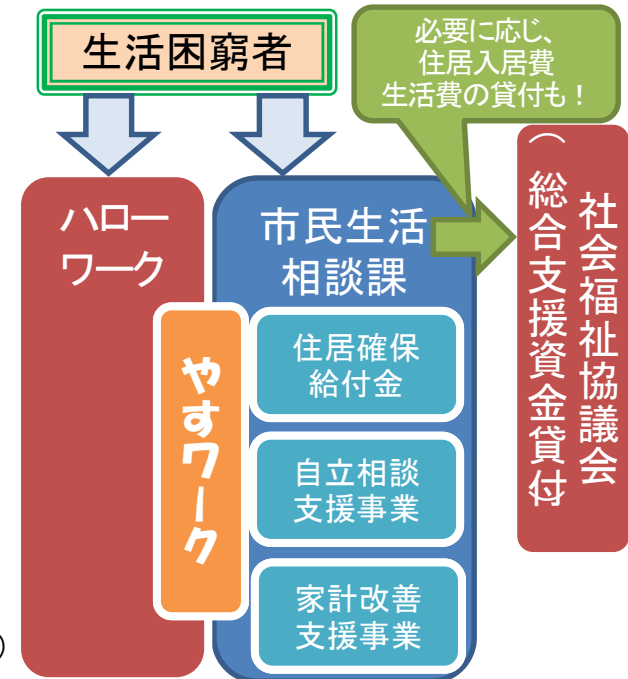 生活困窮者
必要に応じ、
住居入居費
生活費の貸付も！
ハロー
ワーク
市民生活
相談課
社会福祉協議会
（総合支援資金貸付）
やすワーク
住居確保
給付金
自立相談
支援事業
家計改善
支援事業
）